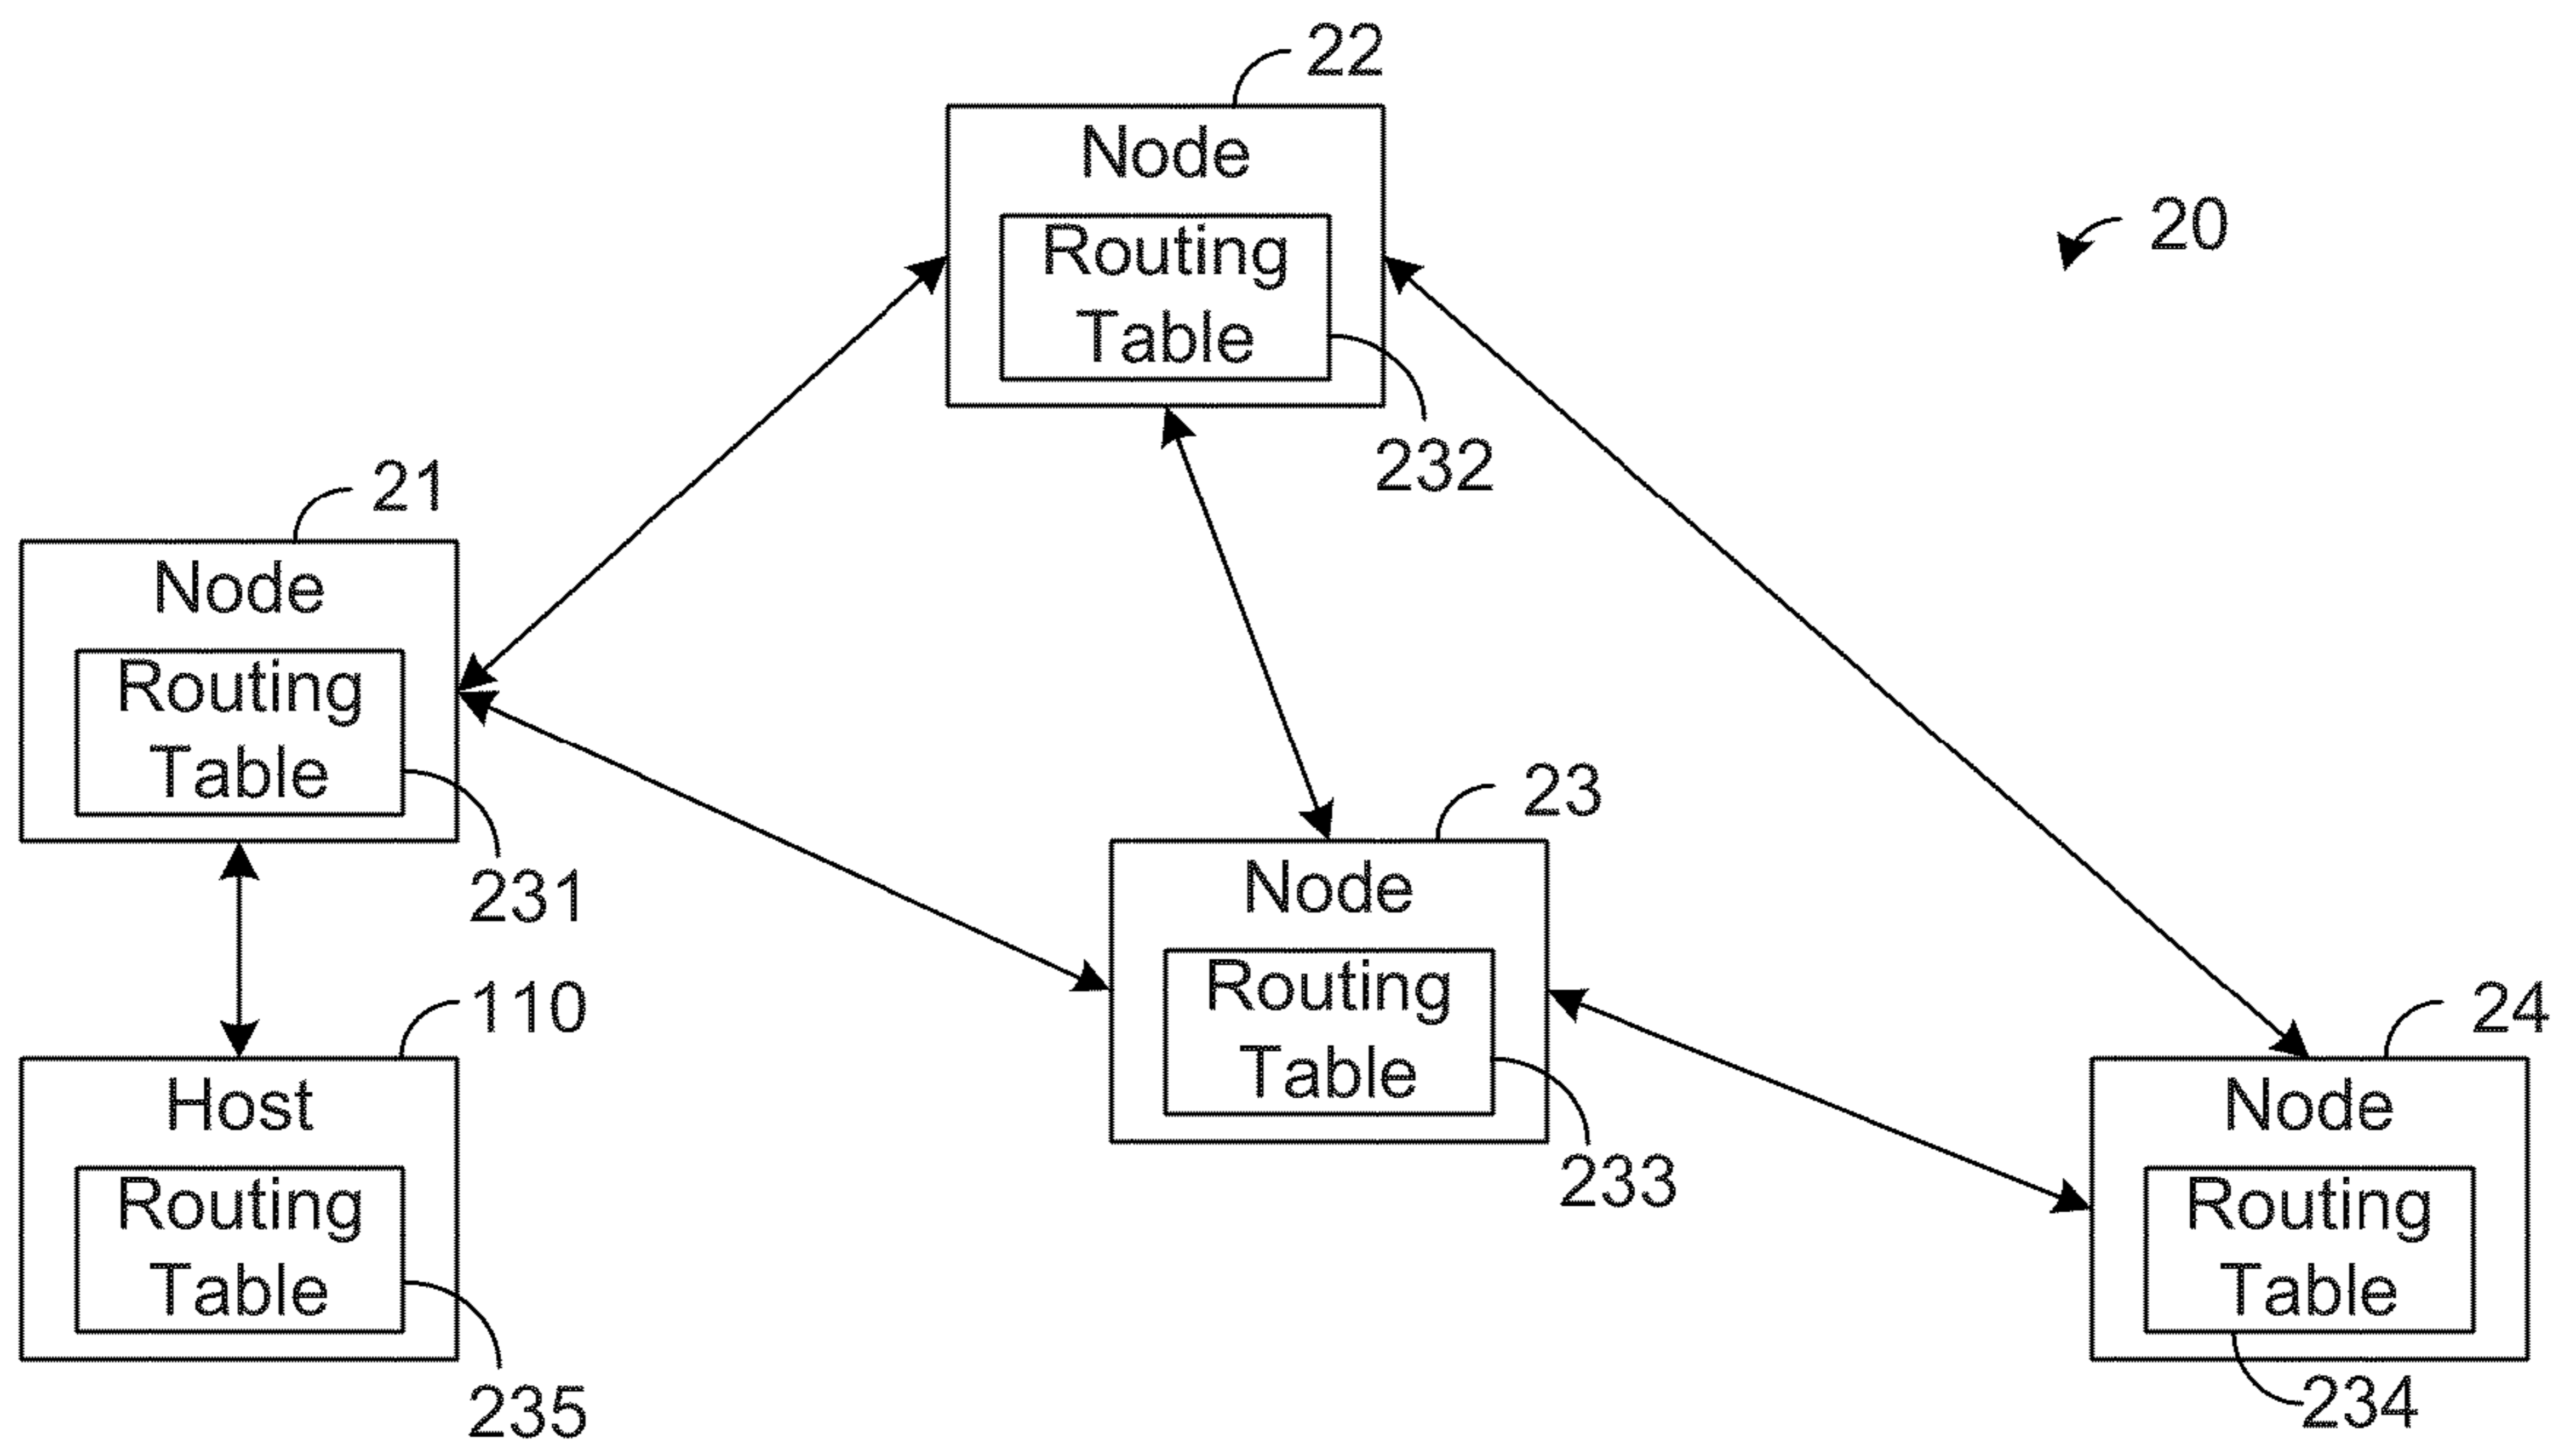 22
Node
Routing
Table
232
20
21
Node
Routing
Table
231
23
Node
Routing
Table
233
110
Host
Routing
Table
235
24
Node
Routing
Table
234